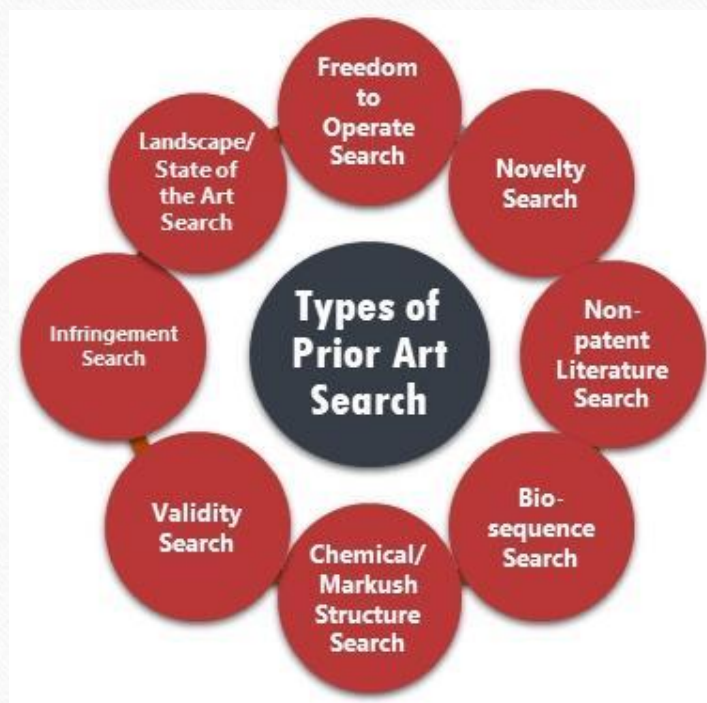 Types of
Prior Art
Search
Freedom
to
Operate
Search
Novelty
Search
Non-
patent
Literature
Search
Bio-
sequence
Search
Chemical/
Markush
Structure
Search
Validity
Search
Infringement
Search
Landscape/
State of
the Art
Search